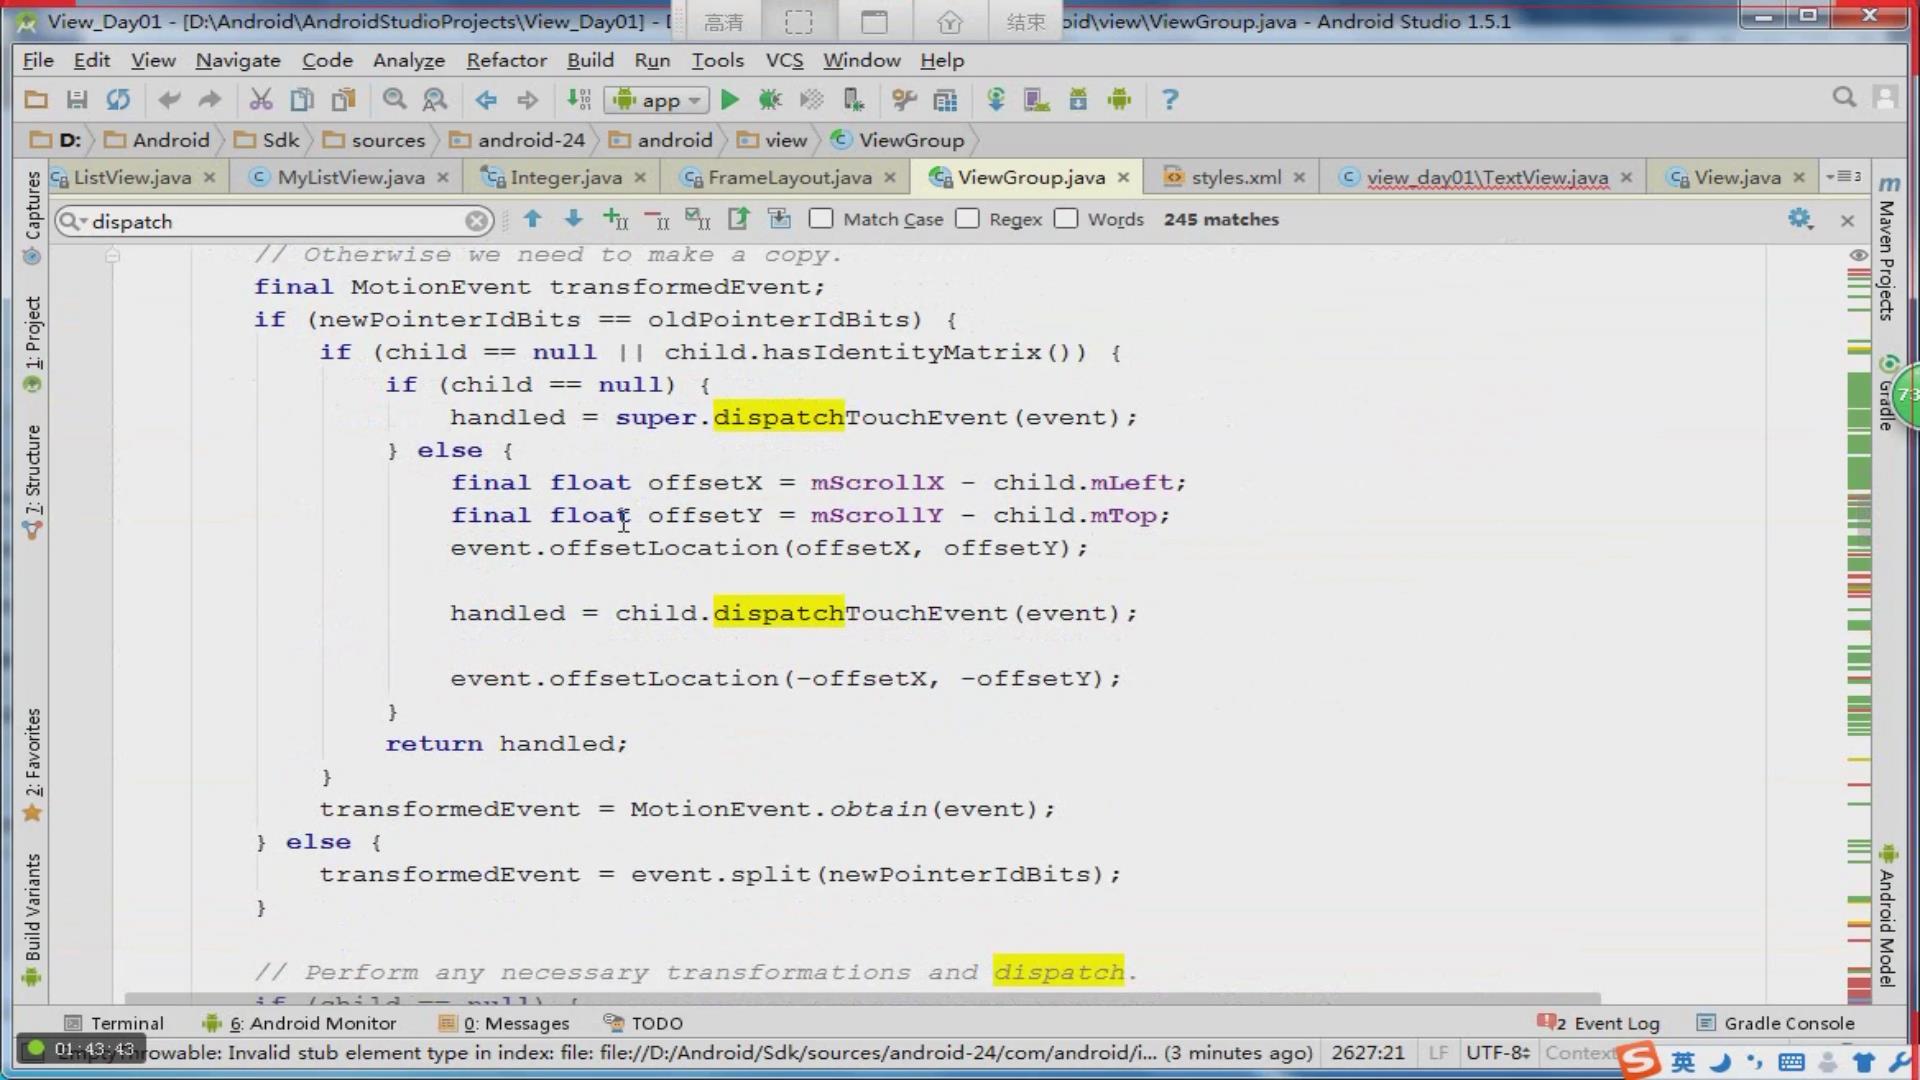 View_Day01 - [D:\Android\AndroidStudioProjects\View_Day01] - [
高清
结束
oid\view\ViewGroup.java - Android Studio 1.5.1
File Edit View Navigate Code Analyze Refactor Build Run Tools VCS Window Help
app
D: Android Sdk sources android-24 android view ViewGroup
ListView.java MyListView.java Integer.java FrameLayout.java ViewGroup.java styles.xml view_day01\TextView.java View.java
dispatch Match Case Regex Words 245 matches
// Otherwise we need to make a copy.
final MotionEvent transformedEvent;
if (newPointerIdBits == oldPointerIdBits) {
if (child == null || child.hasIdentityMatrix()) {
if (child == null) {
handled = super.dispatchTouchEvent(event);
} else {
final float offsetX = mScrollX - child.mLeft;
final float offsetY = mScrollY - child.mTop;
event.offsetLocation(offsetX, offsetY);
handled = child.dispatchTouchEvent(event);
event.offsetLocation(-offsetX, -offsetY);
}
return handled;
}
transformedEvent = MotionEvent.obtain(event);
} else {
transformedEvent = event.split(newPointerIdBits);
}
// Perform any necessary transformations and dispatch.
if (child == null) {
Captures
1: Project
7: Structure
2: Favorites
Build Variants
Maven Projects
Gradle
73
Android Model
Terminal 6: Android Monitor 0: Messages TODO 2 Event Log Gradle Console
01:43:43
Throwable: Invalid stub element type in index: file: file://D:/Android/Sdk/sources/android-24/com/android/i... (3 minutes ago) 2627:21 LF UTF-8 Context
英